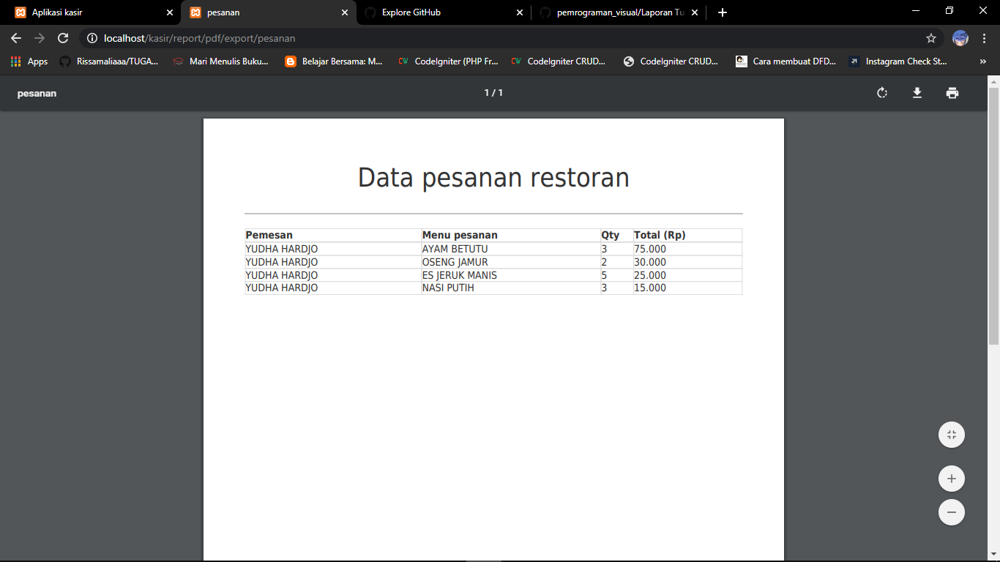 Aplikasi kasir
pesanan
Explore GitHub
pemrograman_visual/Laporan Tu
localhost/kasir/report/pdf/export/pesanan
Apps
Rissamaliaaa/TUGA...
Mari Menulis Buku...
Belajar Bersama: M...
CodeIgniter (PHP Fr...
CodeIgniter CRUD...
CodeIgniter CRUD...
Cara membuat DFD...
Instagram Check St...
pesanan
1 / 1
Data pesanan restoran
Pemesan Menu pesanan Qty Total (Rp)
YUDHA HARDJO AYAM BETUTU 3 75.000
YUDHA HARDJO OSENG JAMUR 2 30.000
YUDHA HARDJO ES JERUK MANIS 5 25.000
YUDHA HARDJO NASI PUTIH 3 15.000